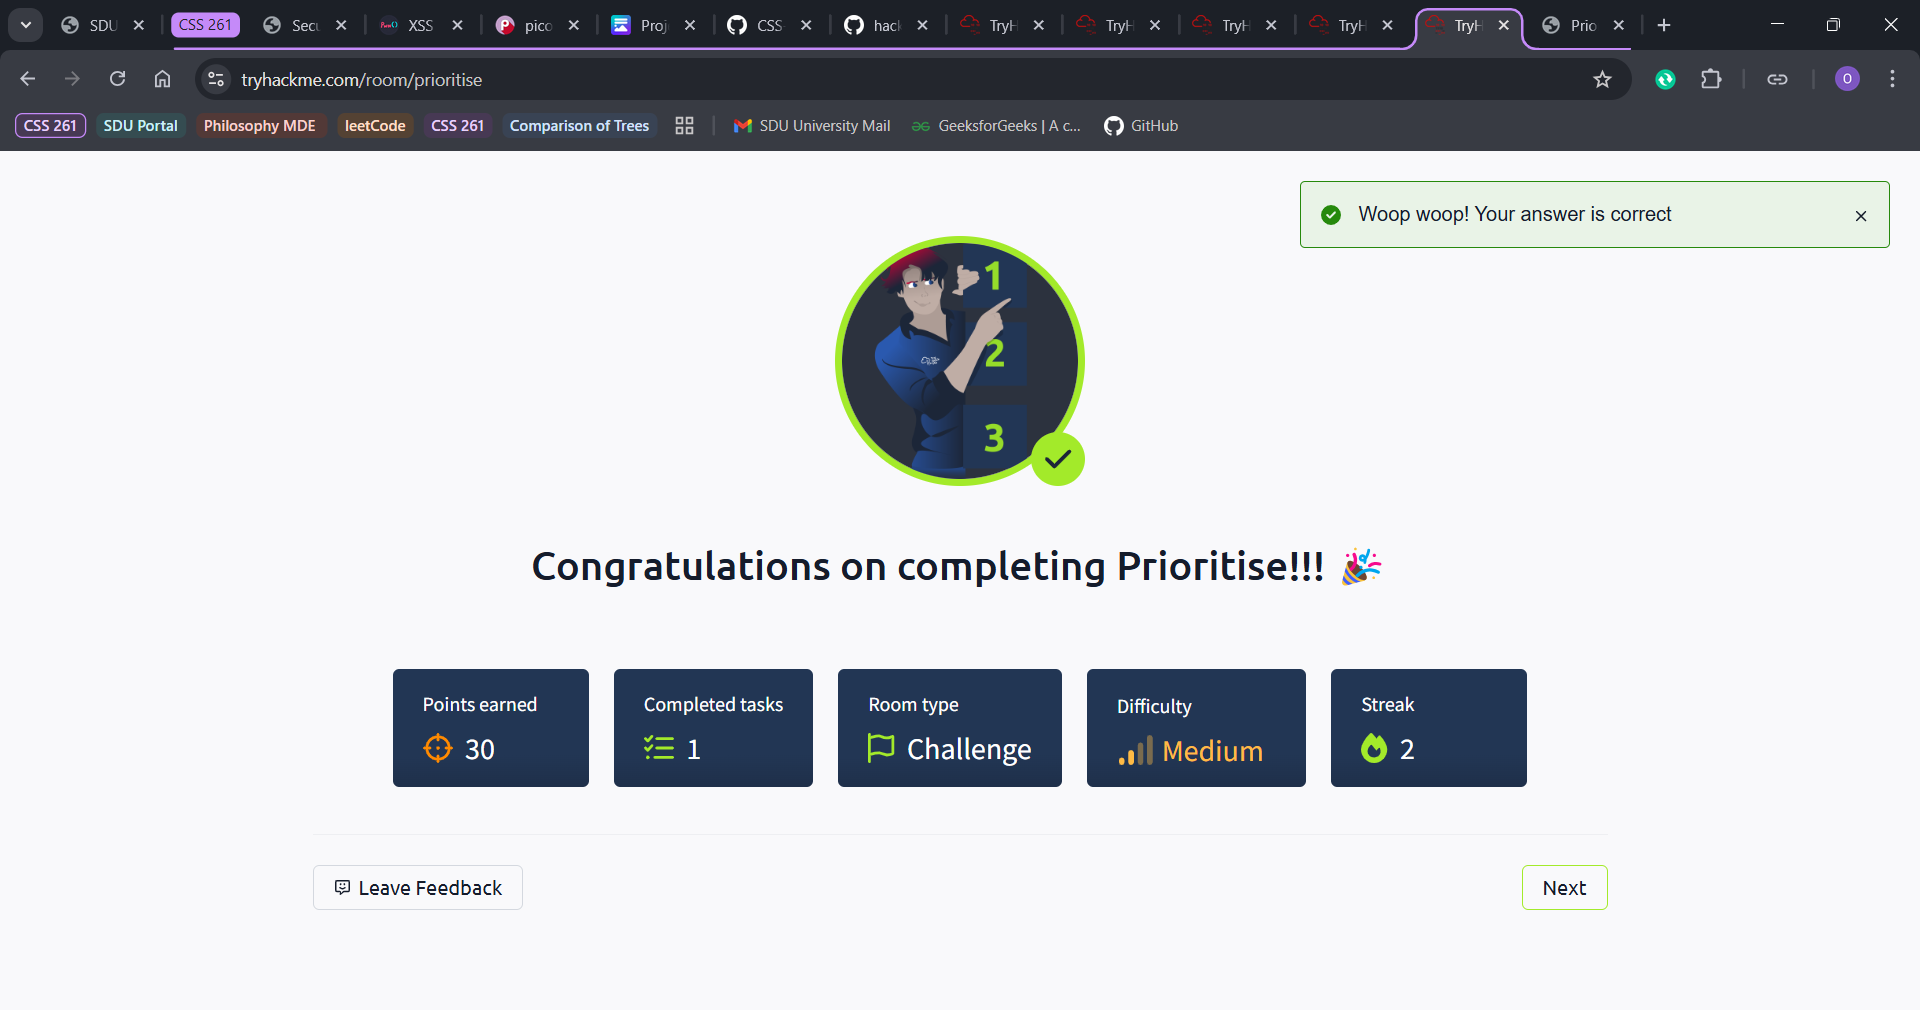 SDU
CSS 261
Secu
XSS
pico
Proj
CSS-
hack
TryH
TryH
TryH
TryH
TryH
Prio
tryhackme.com/room/prioritise
O
CSS 261
SDU Portal
Philosophy MDE
leetCode
CSS 261
Comparison of Trees
SDU University Mail
GeeksforGeeks | A c...
GitHub
Woop woop! Your answer is correct
1
2
3
Congratulations on completing Prioritise!!!
Points earned
30
Completed tasks
1
Room type
Challenge
Difficulty
Medium
Streak
2
Leave Feedback
Next